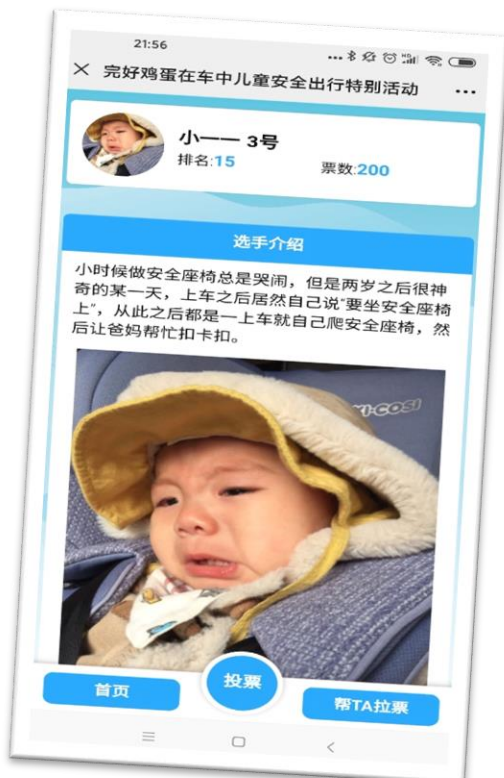 21:56
完好鸡蛋在车中儿童安全出行特别活动
小一一 3号
排名:15
票数:200
选手介绍
小时候做安全座椅总是哭闹，但是两岁之后很神
奇的某一天，上车之后居然自己说“要坐安全座椅
上”，从此之后都是一上车就自己爬安全座椅，然
后让爸妈帮忙扣卡扣。
XI-COSI
首页
投票
帮TA拉票